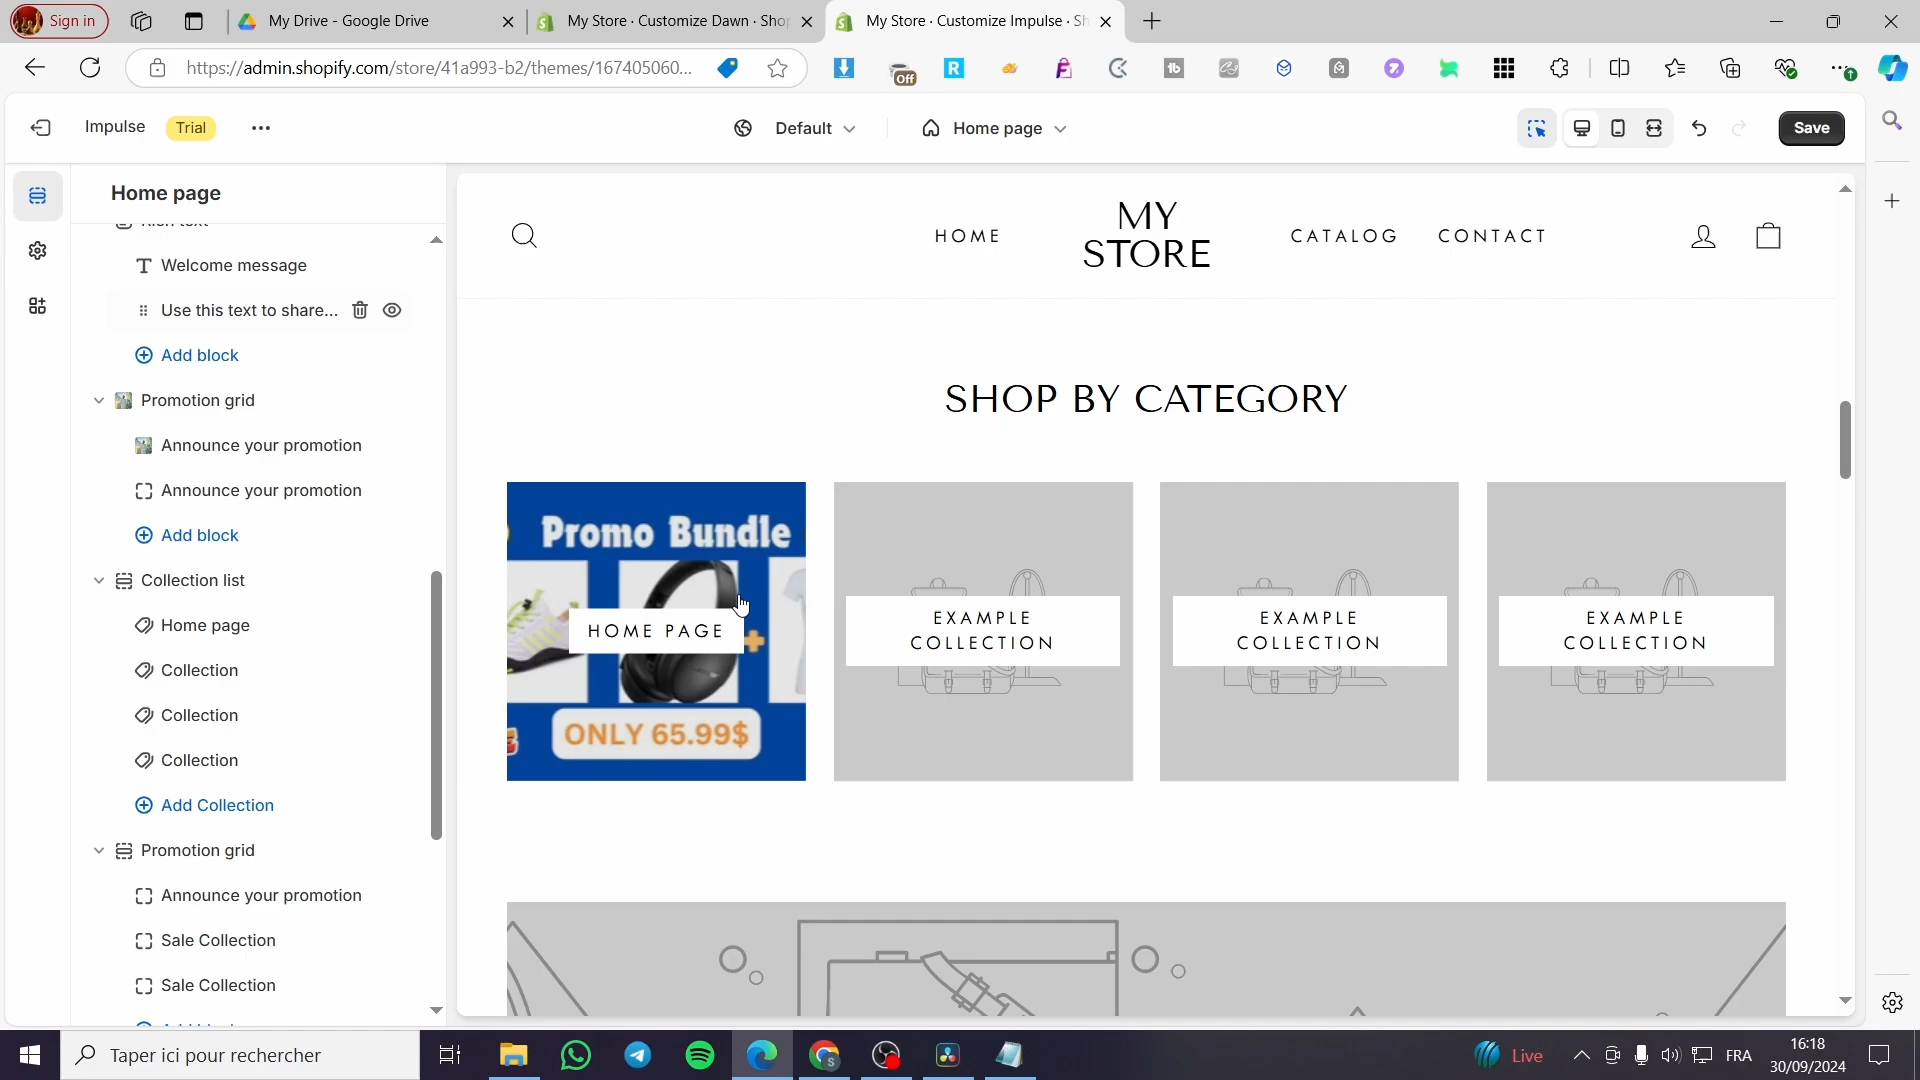 Sign in
My Drive - Google Drive
My Store · Customize Dawn · Sho
My Store · Customize Impulse · Sh
https://admin.shopify.com/store/41a993-b2/themes/167405060...
Off
Impulse
Trial
Default
Home page
Save
Home page
Welcome message
Use this text to share...
Add block
Promotion grid
Announce your promotion
Announce your promotion
Add block
Collection list
Home page
Collection
Collection
Collection
Add Collection
Promotion grid
Announce your promotion
Sale Collection
Sale Collection
HOME
MY
STORE
CATALOG
CONTACT
SHOP BY CATEGORY
Promo Bundle
HOME PAGE
ONLY 65.99$
EXAMPLE
COLLECTION
EXAMPLE
COLLECTION
EXAMPLE
COLLECTION
Taper ici pour rechercher
Live
FRA
16:18
30/09/2024